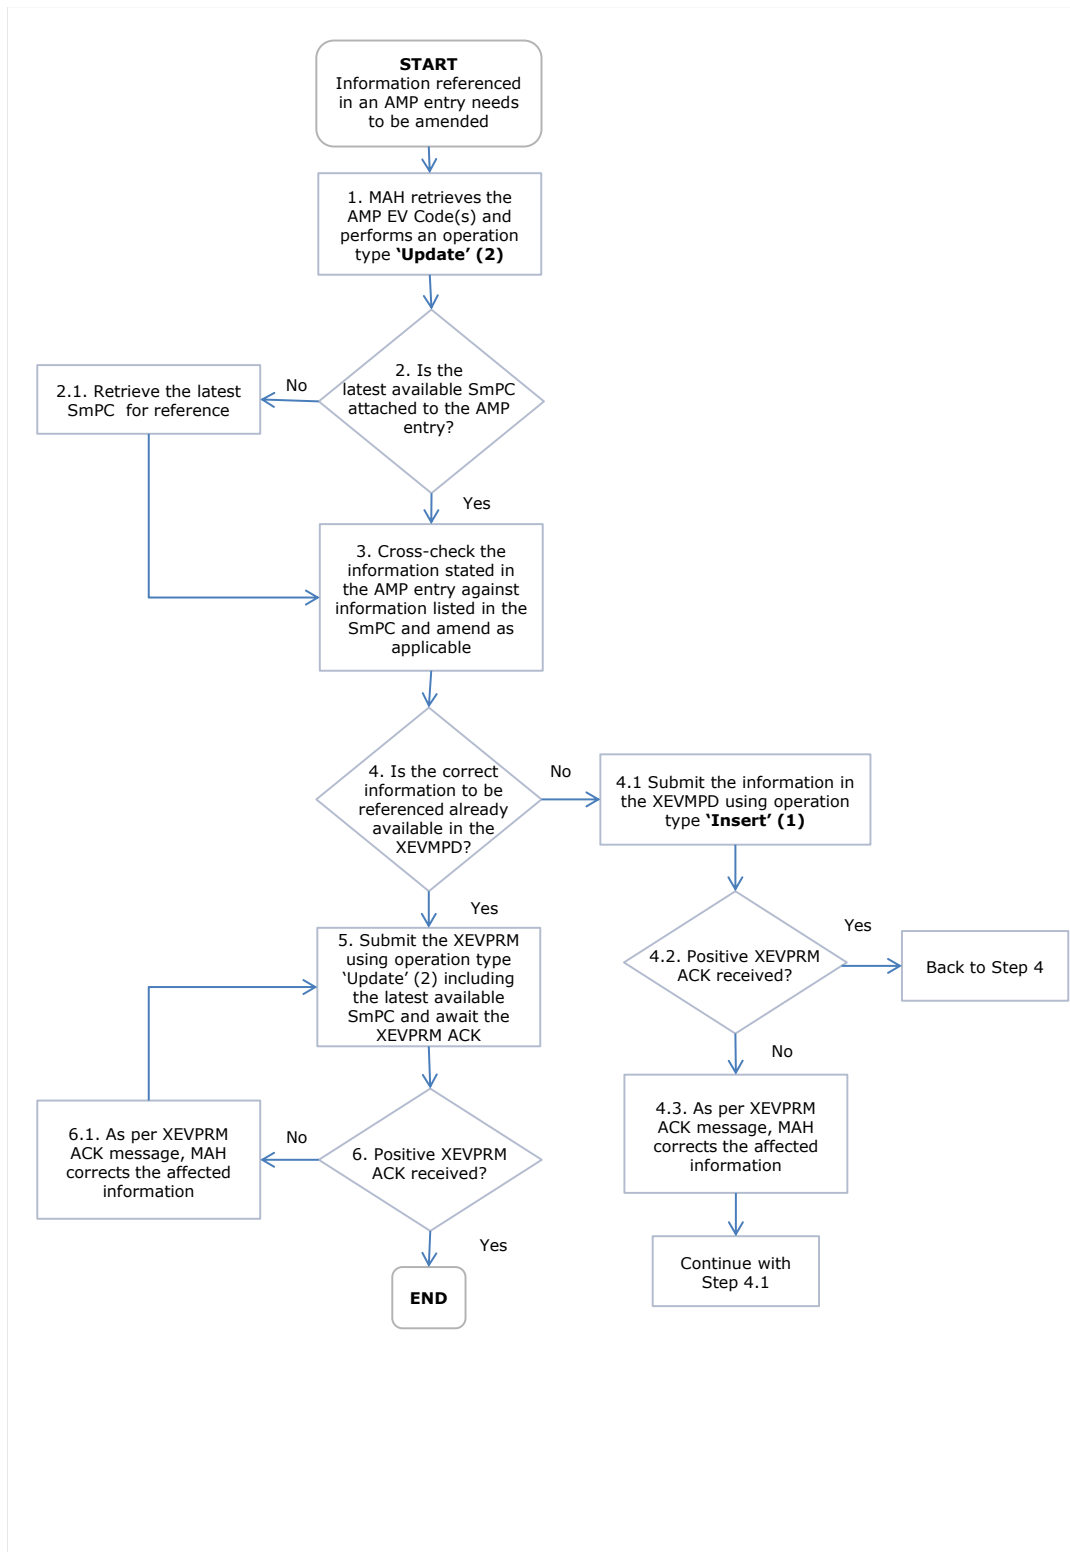 START
Information referenced
in an AMP entry needs
to be amended
1. MAH retrieves the
AMP EV Code(s) and
performs an operation
type ‘Update’ (2)
2. Is the
latest available SmPC
attached to the AMP
entry?
No
2.1. Retrieve the latest
SmPC  for reference
Yes
3. Cross-check the
information stated in
the AMP entry against
information listed in the
SmPC and amend as
applicable
4. Is the correct
information to be
referenced already
available in the
XEVMPD?
No
4.1 Submit the information in
the XEVMPD using operation
type ‘Insert’ (1)
Yes
4.2. Positive XEVPRM
ACK received?
Yes
Back to Step 4
No
4.3. As per XEVPRM
ACK message, MAH
corrects the affected
information
Continue with
Step 4.1
5. Submit the XEVPRM
using operation type
‘Update’ (2) including
the latest available
SmPC and await the
XEVPRM ACK
6. Positive XEVPRM
ACK received?
No
6.1. As per XEVPRM
ACK message, MAH
corrects the affected
information
Yes
END